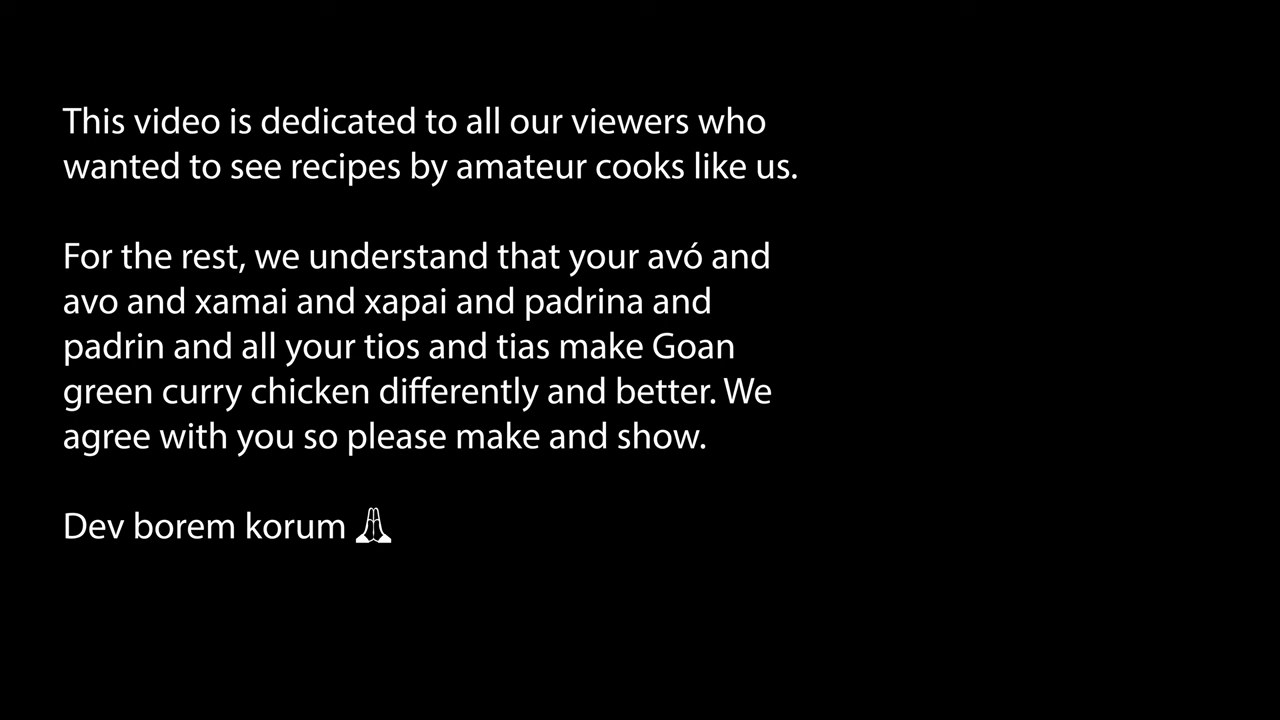 This video is dedicated to all our viewers who
wanted to see recipes by amateur cooks like us.
For the rest, we understand that your avó and
avo and xamai and xapai and padrina and
padrin and all your tios and tias make Goan
green curry chicken differently and better. We
agree with you so please make and show.
Dev borem korum 🙏